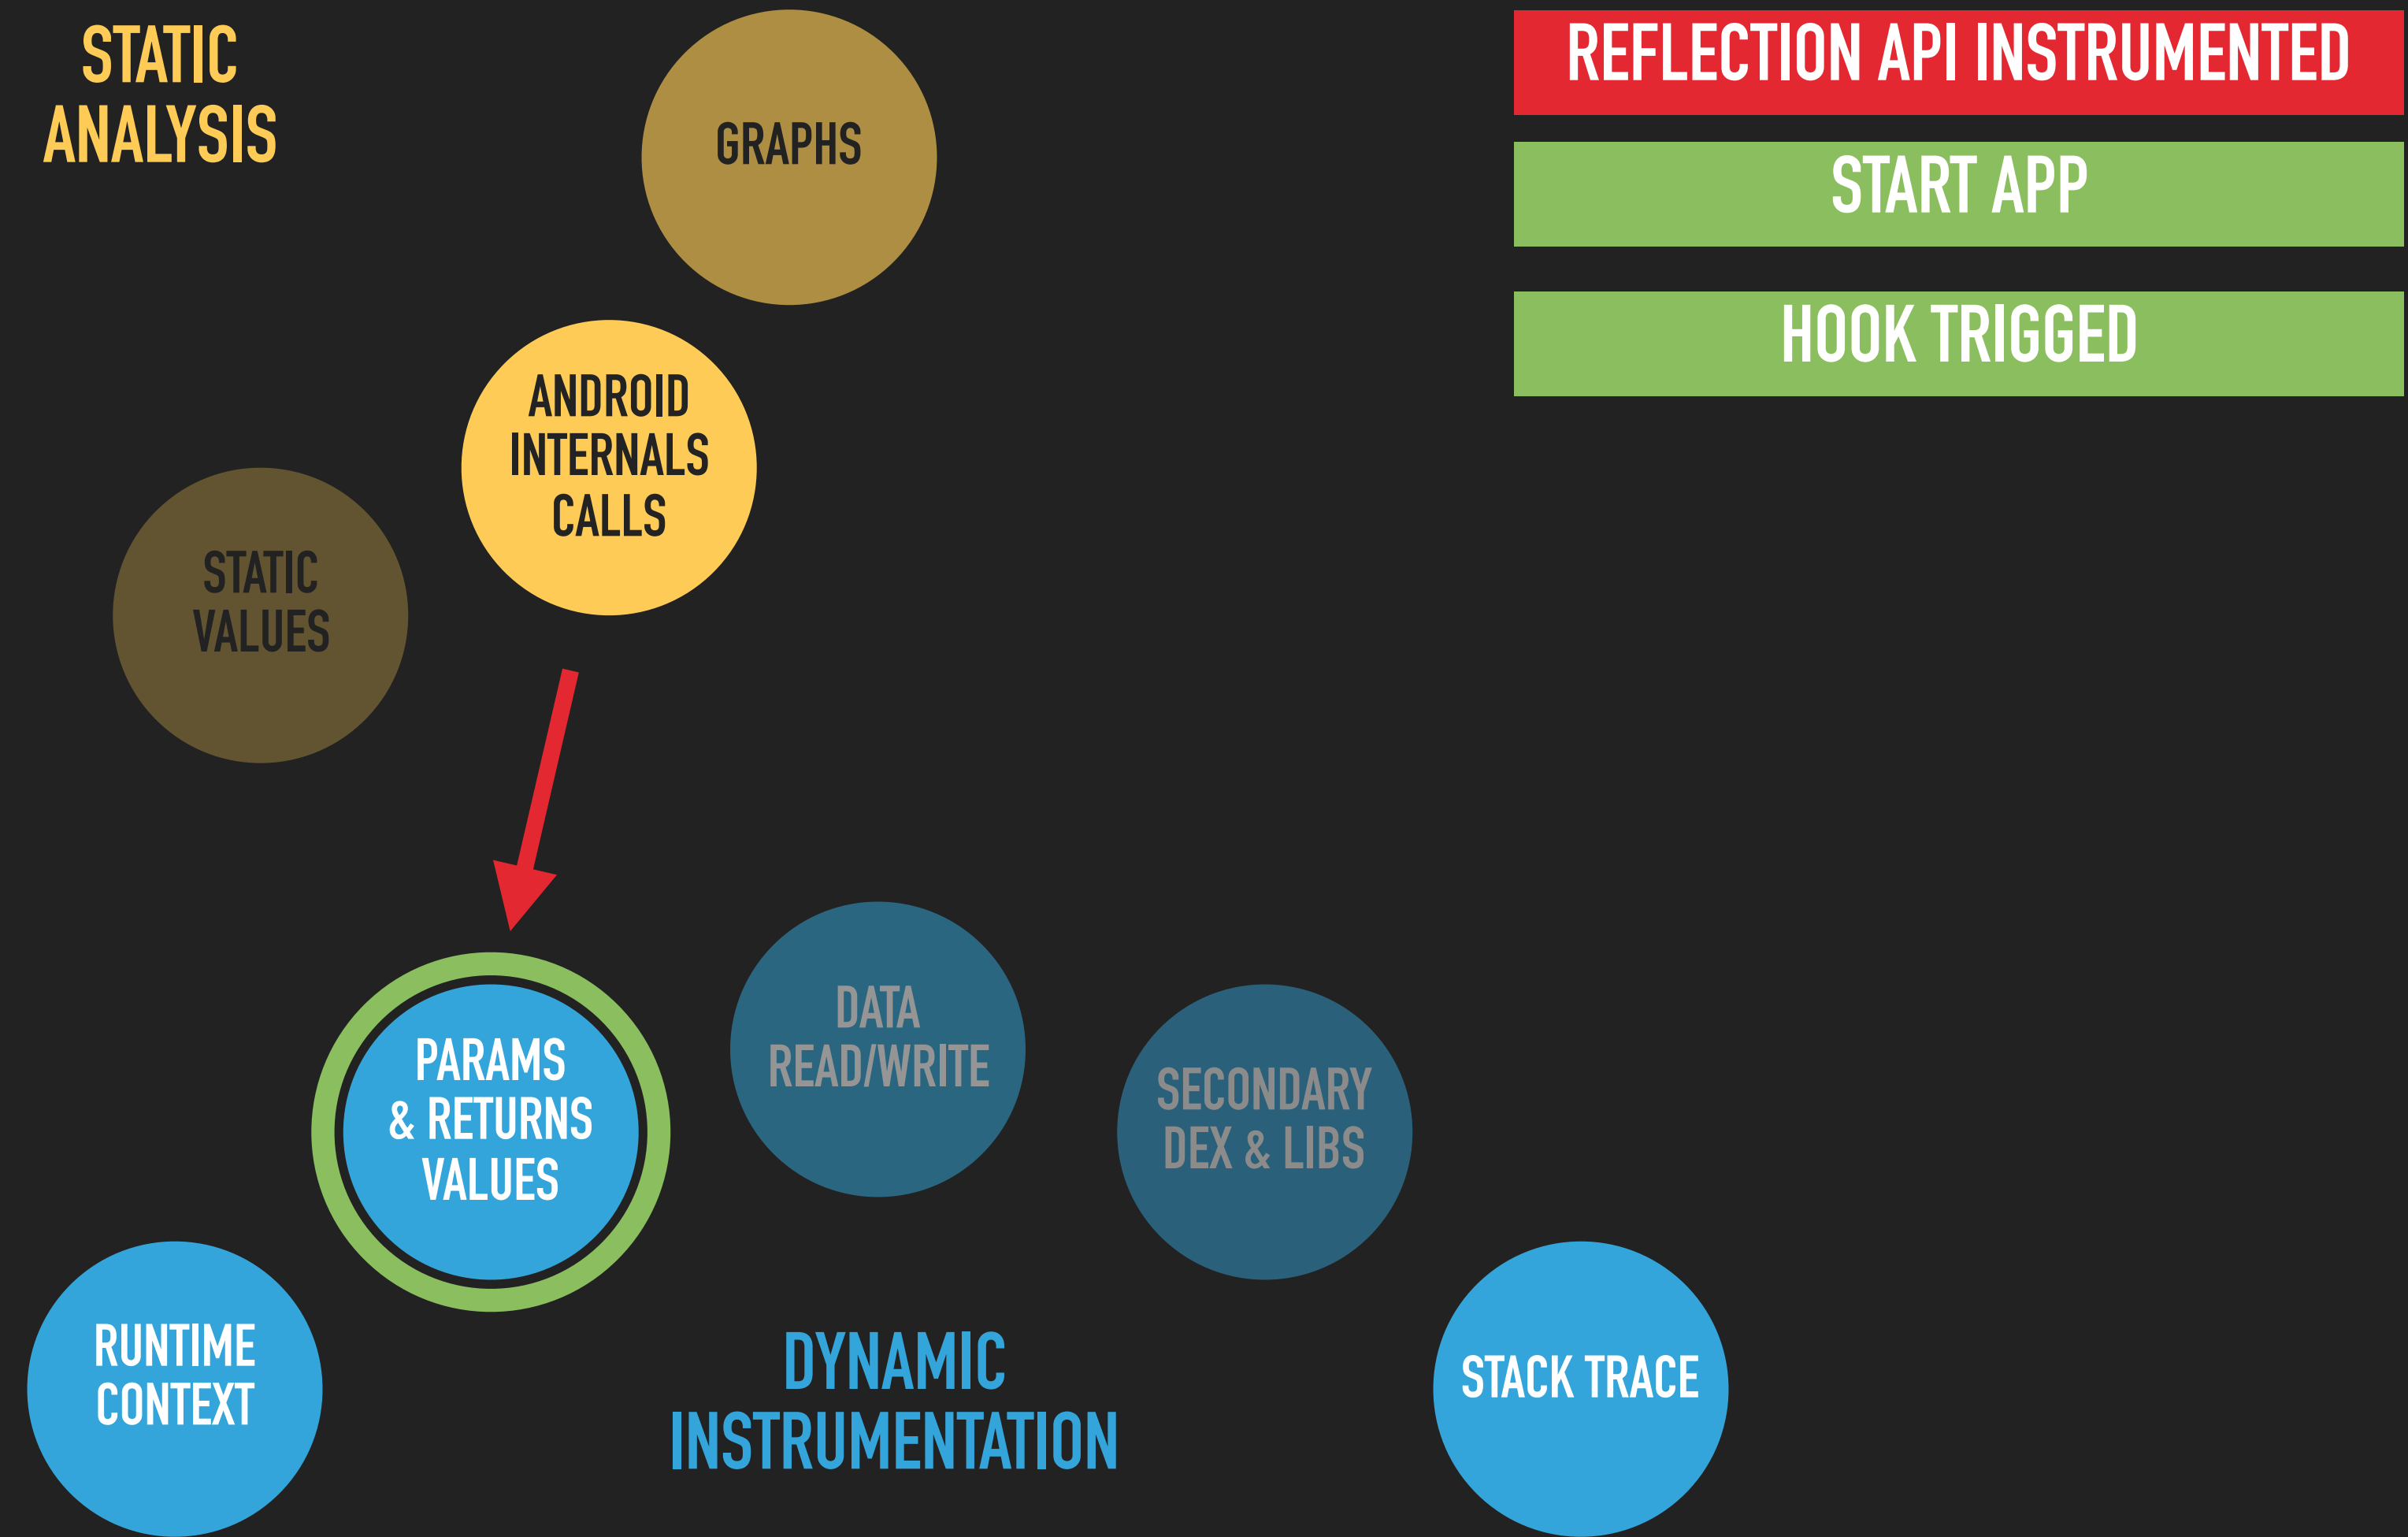 STATIC
ANALYSIS
GRAPHS
ANDROID
INTERNALS
CALLS
STATIC
VALUES
REFLECTION API INSTRUMENTED
START APP
HOOK TRIGGED
PARAMS
& RETURNS
VALUES
DATA
READ/WRITE
SECONDARY
DEX & LIBS
RUNTIME
CONTEXT
DYNAMIC
INSTRUMENTATION
STACK TRACE